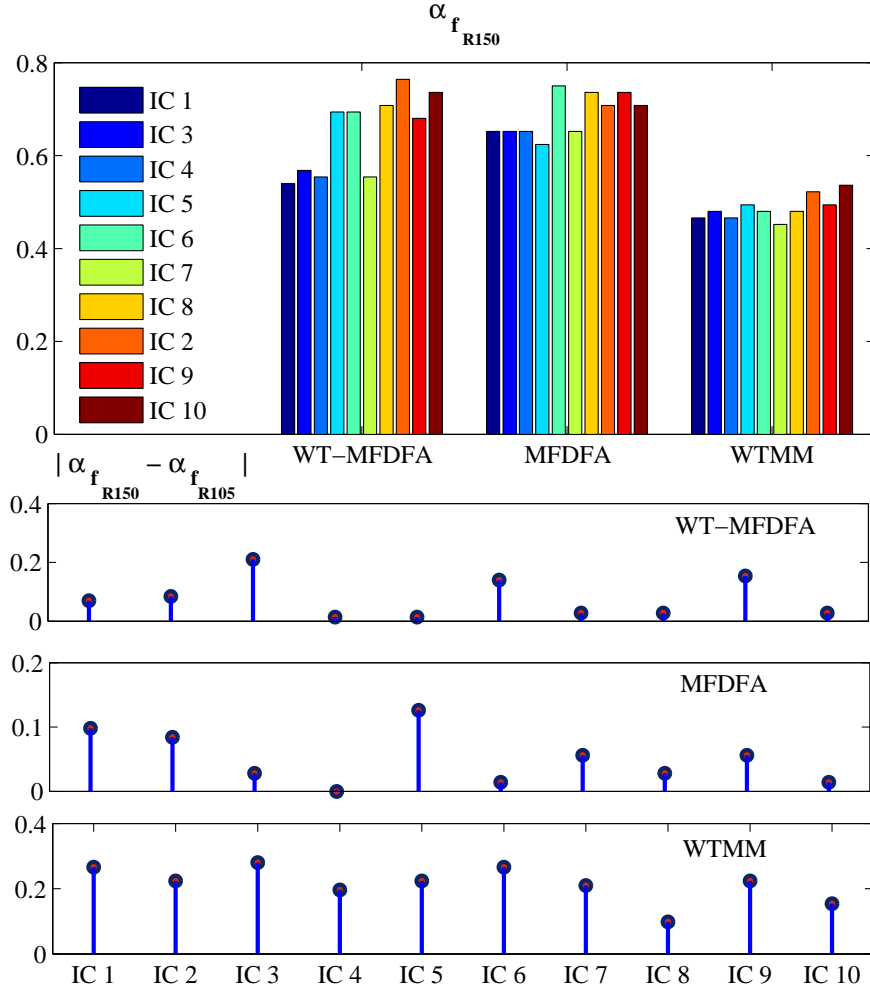 α f R150
0.8
0.6
0.4
0.2
0
IC 1
IC 3
IC 4
IC 5
IC 6
IC 7
IC 8
IC 2
IC 9
IC 10
WT−MFDFA MFDFA WTMM
| α f R150 − α f R105 |
0.4
0.2
0
WT−MFDFA
0.2
0.1
0
MFDFA
0.4
0.2
0
WTMM
IC 1 IC 2 IC 3 IC 4 IC 5 IC 6 IC 7 IC 8 IC 9 IC 10